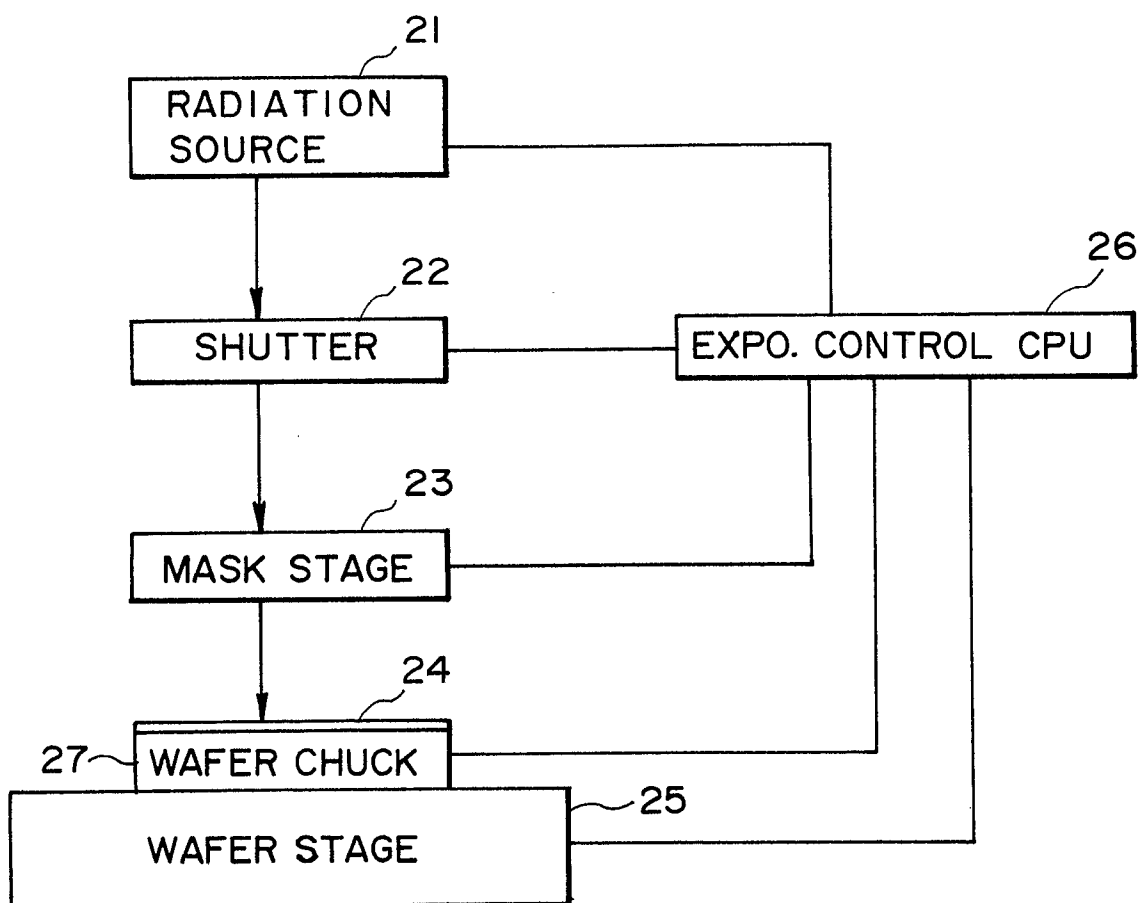 21
RADIATION
SOURCE
22
SHUTTER
26
EXPO. CONTROL CPU
23
MASK STAGE
24
27
WAFER CHUCK
25
WAFER STAGE